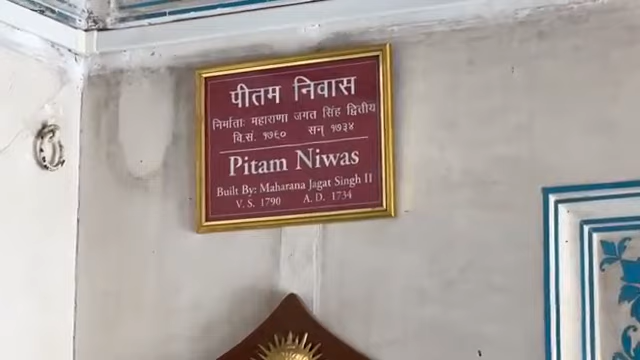 पीतम निवास
निर्माता: महाराणा जगत सिंह द्वितीय
वि.सं. १७९० सन् १७३४
Pitam Niwas
Built By: Maharana Jagat Singh II
V. S. 1790 A. D. 1734